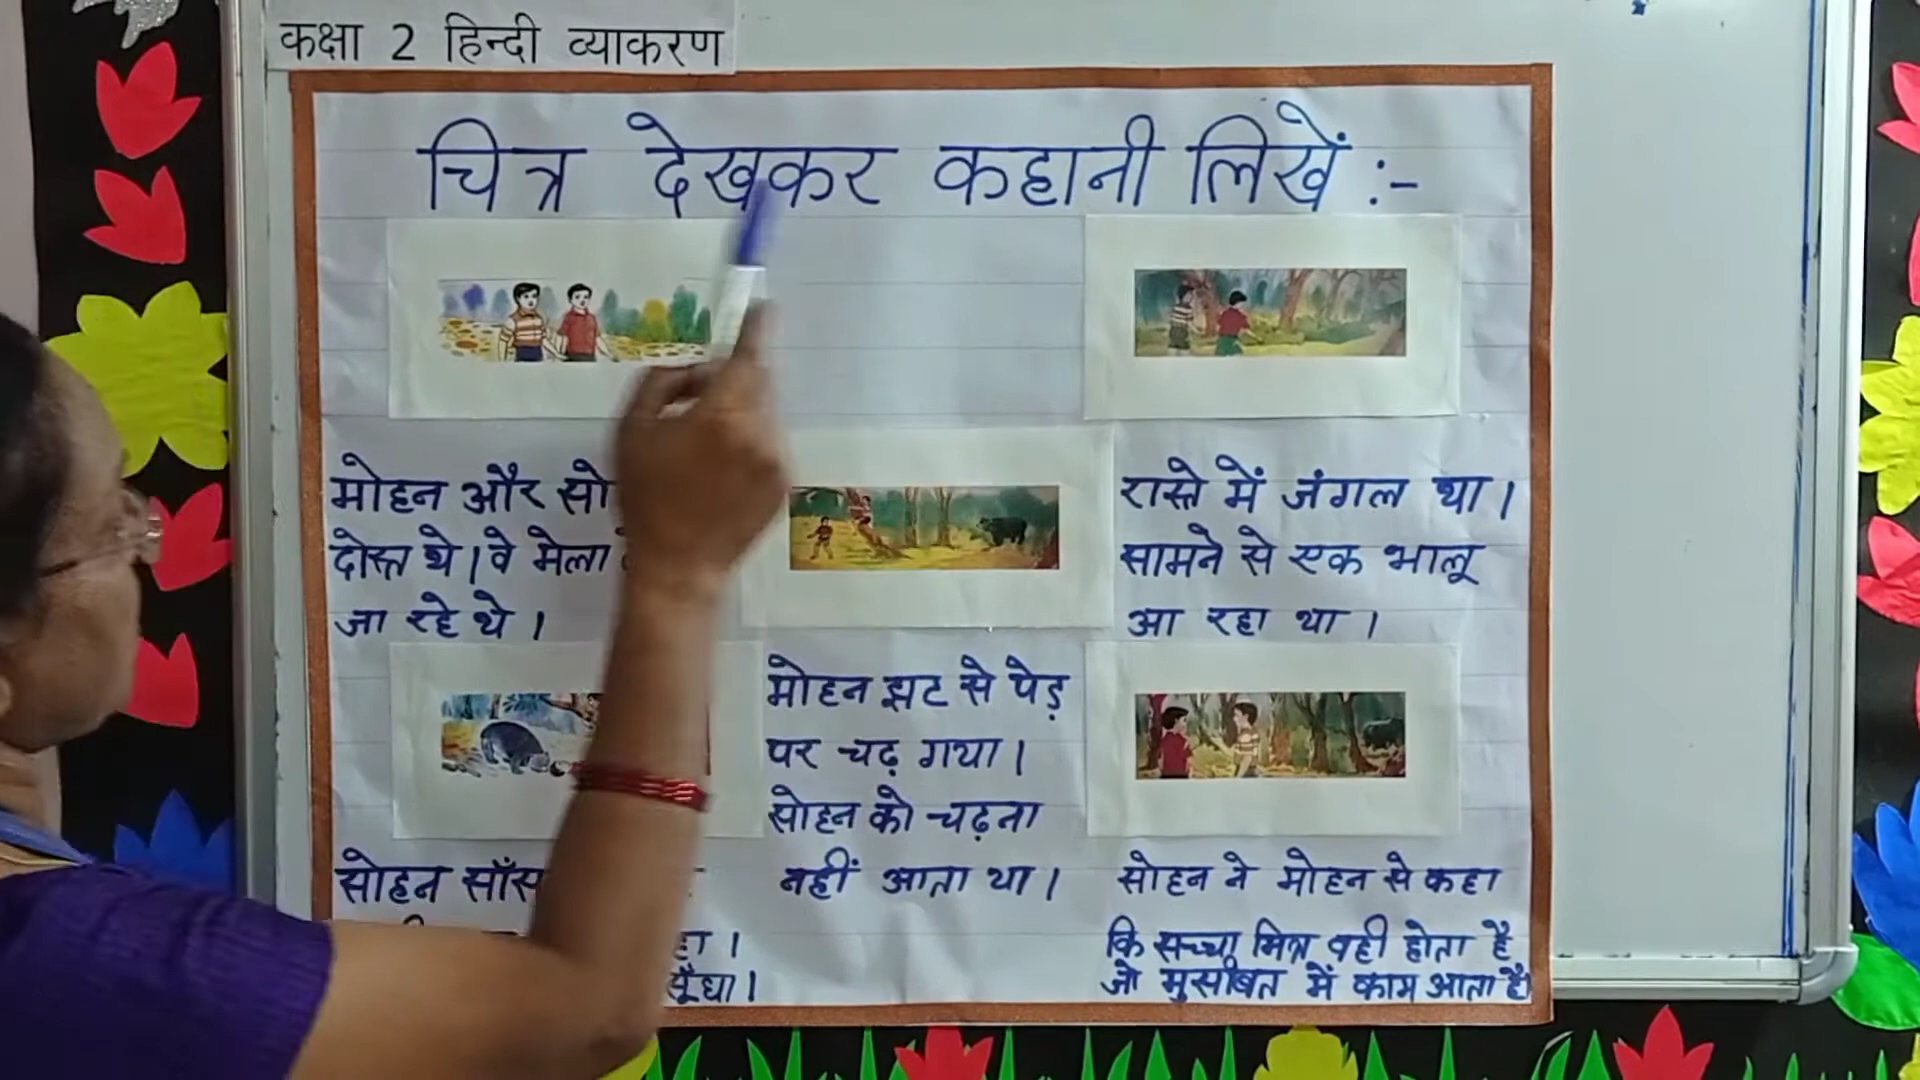 कक्षा 2 हिन्दी व्याकरण
चित्र देखकर कहानी लिखें :-
मोहन और
दोस्त थे । वे मेला
जा रहे थे ।
रास्ते में जंगल था ।
सामने से एक भालू
आ रहा था ।
मोहन झट से पेड़
पर चढ़ गया ।
सोहन को चढ़ना
नहीं आता था ।
सोहन
सूँघा ।
सोहन ने मोहन से कहा
कि सच्चा मित्र वही होता है
जो मुसीबत में काम आता है।